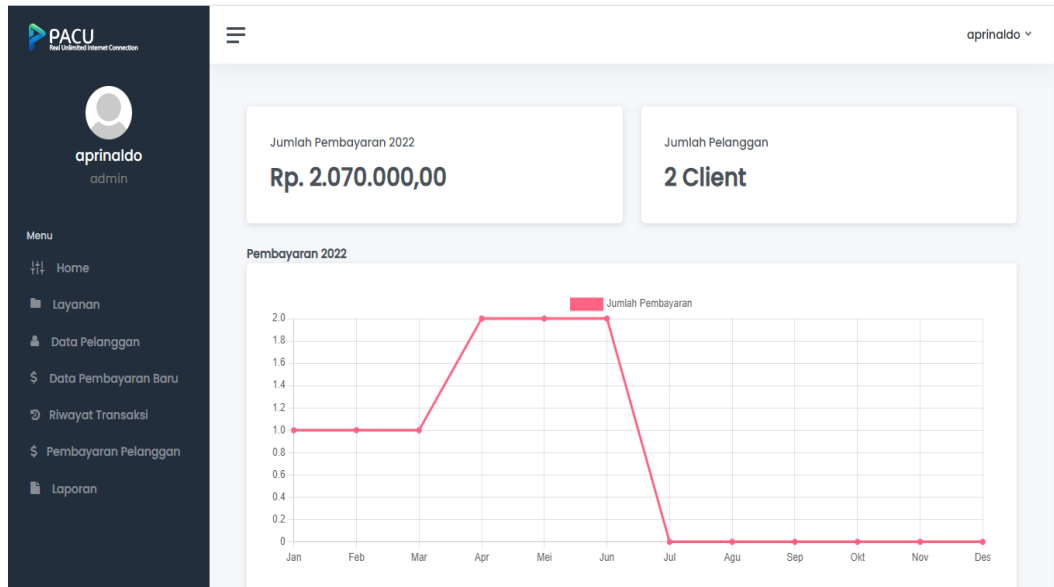 PACU
Real Unlimited Internet Connection
aprinaldo
aprinaldo
admin
Menu
Home
Layanan
Data Pelanggan
Data Pembayaran Baru
Riwayat Transaksi
Pembayaran Pelanggan
Laporan
Jumlah Pembayaran 2022
Rp. 2.070.000,00
Jumlah Pelanggan
2 Client
Pembayaran 2022
Jumlah Pembayaran
2.0
1.8
1.6
1.4
1.2
1.0
0.8
0.6
0.4
0.2
0
Jan Feb Mar Apr Mei Jun Jul Agu Sep Okt Nov Des